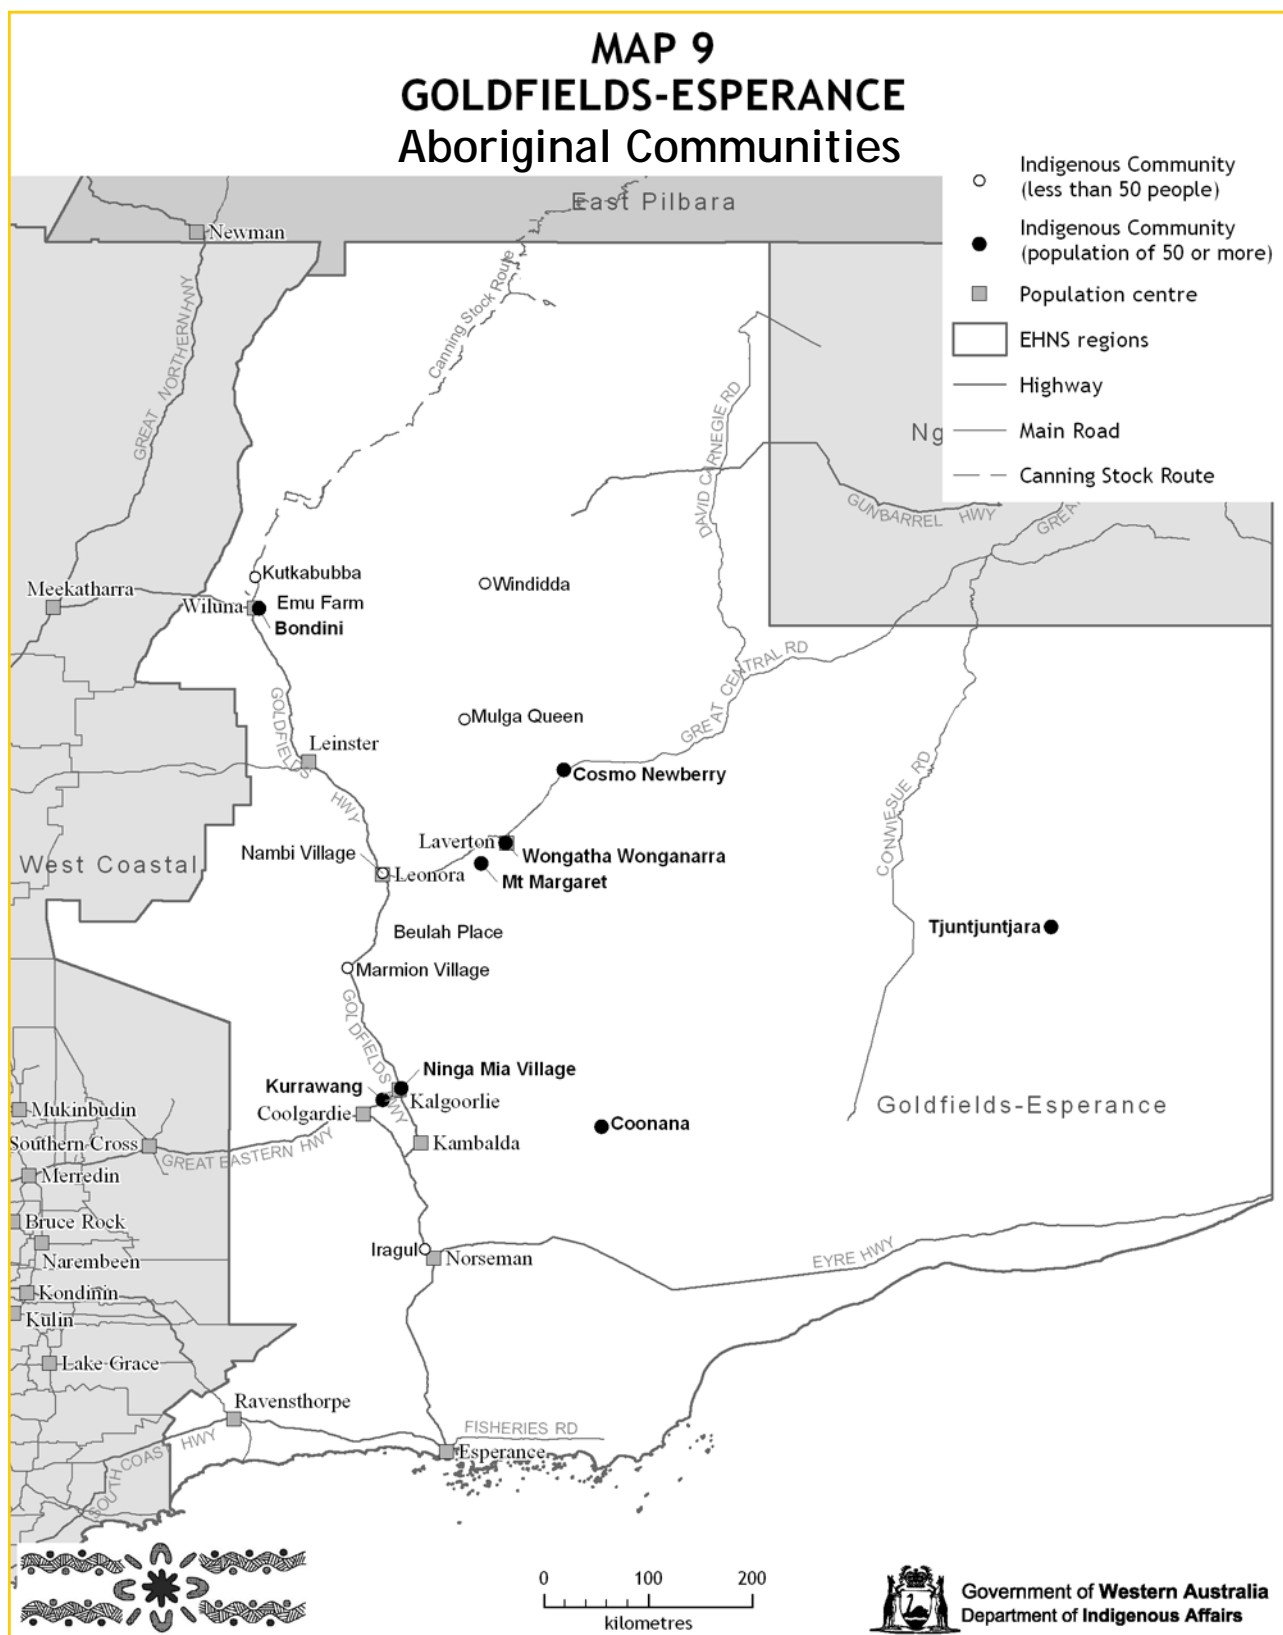 MAP 9
GOLDFIELDS-ESPERANCE
Aboriginal Communities
Indigenous Community
(less than 50 people)
Indigenous Community
(population of 50 or more)
Population centre
EHNS regions
Highway
Main Road
Canning Stock Route
East Pilbara
Newman
GREAT NORTHERN HWY
Canning Stock Route
DAVID CARNEGIE RD
Ng
GUNBARREL HWY
GREA
Kutkabubba
Windidda
Meekatharra
Wiluna
Emu Farm
Bondini
GREAT CENTRAL RD
GOLDFIELDS HWY
Mulga Queen
Leinster
Cosmo Newberry
CONNIESUE RD
Laverton
Nambi Village
Wongatha Wonganarra
West Coastal
Leonora
Mt Margaret
Beulah Place
Tjuntjuntjara
Marmion Village
GOLDFIELDS HWY
Ninga Mia Village
Kurrawang
Kalgoorlie
Goldfields-Esperance
Mukinbudin
Coolgardie
Coonana
Southern Cross
GREAT EASTERN HWY
Kambalda
Merredin
Bruce Rock
Iragul
Norseman
EYRE HWY
Narembeen
Kondinin
Kulin
Lake Grace
Ravensthorpe
FISHERIES RD
SOUTH COAST HWY
Esperance
0 100 200
kilometres
Government of Western Australia
Department of Indigenous Affairs